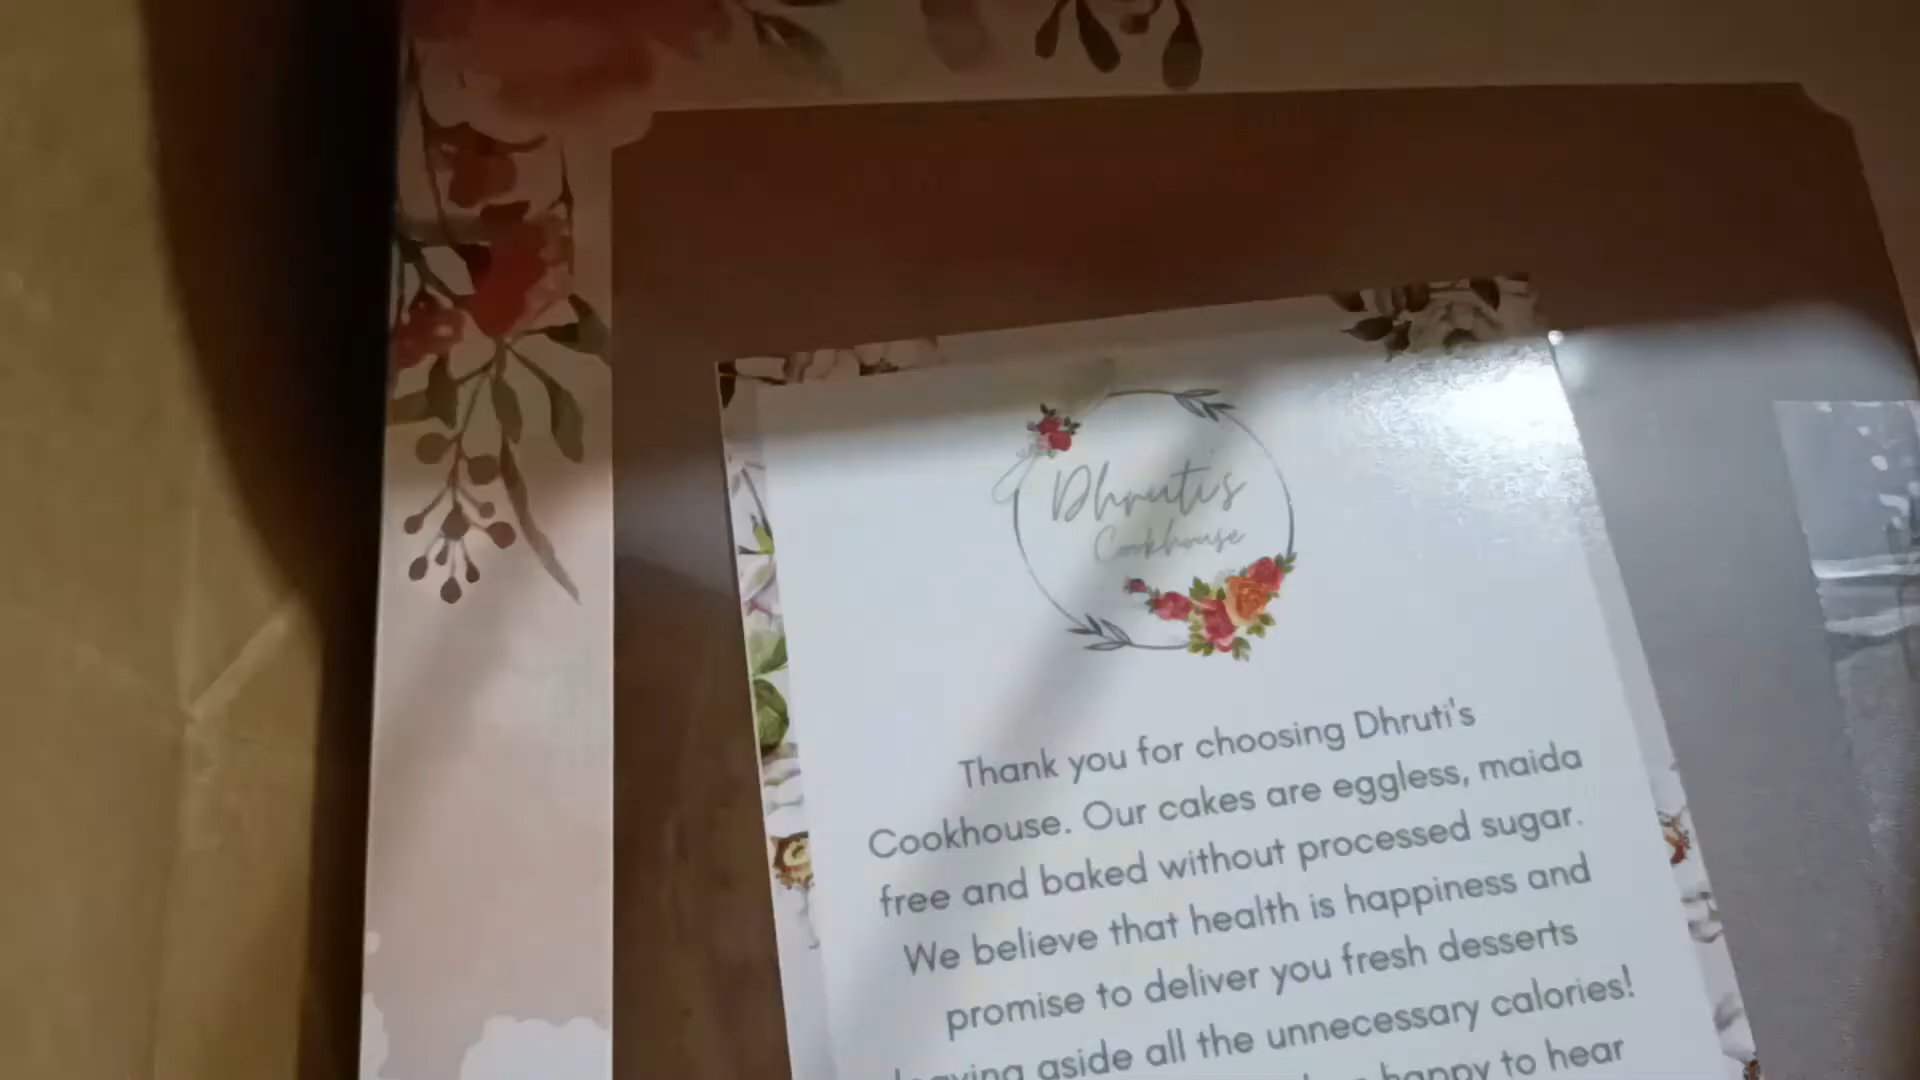 Dhruti's
Cookhouse
Thank you for choosing Dhruti's
Cookhouse. Our cakes are eggless, maida
free and baked without processed sugar.
We believe that health is happiness and
promise to deliver you fresh desserts
aside all the unnecessary calories!
happy to hear